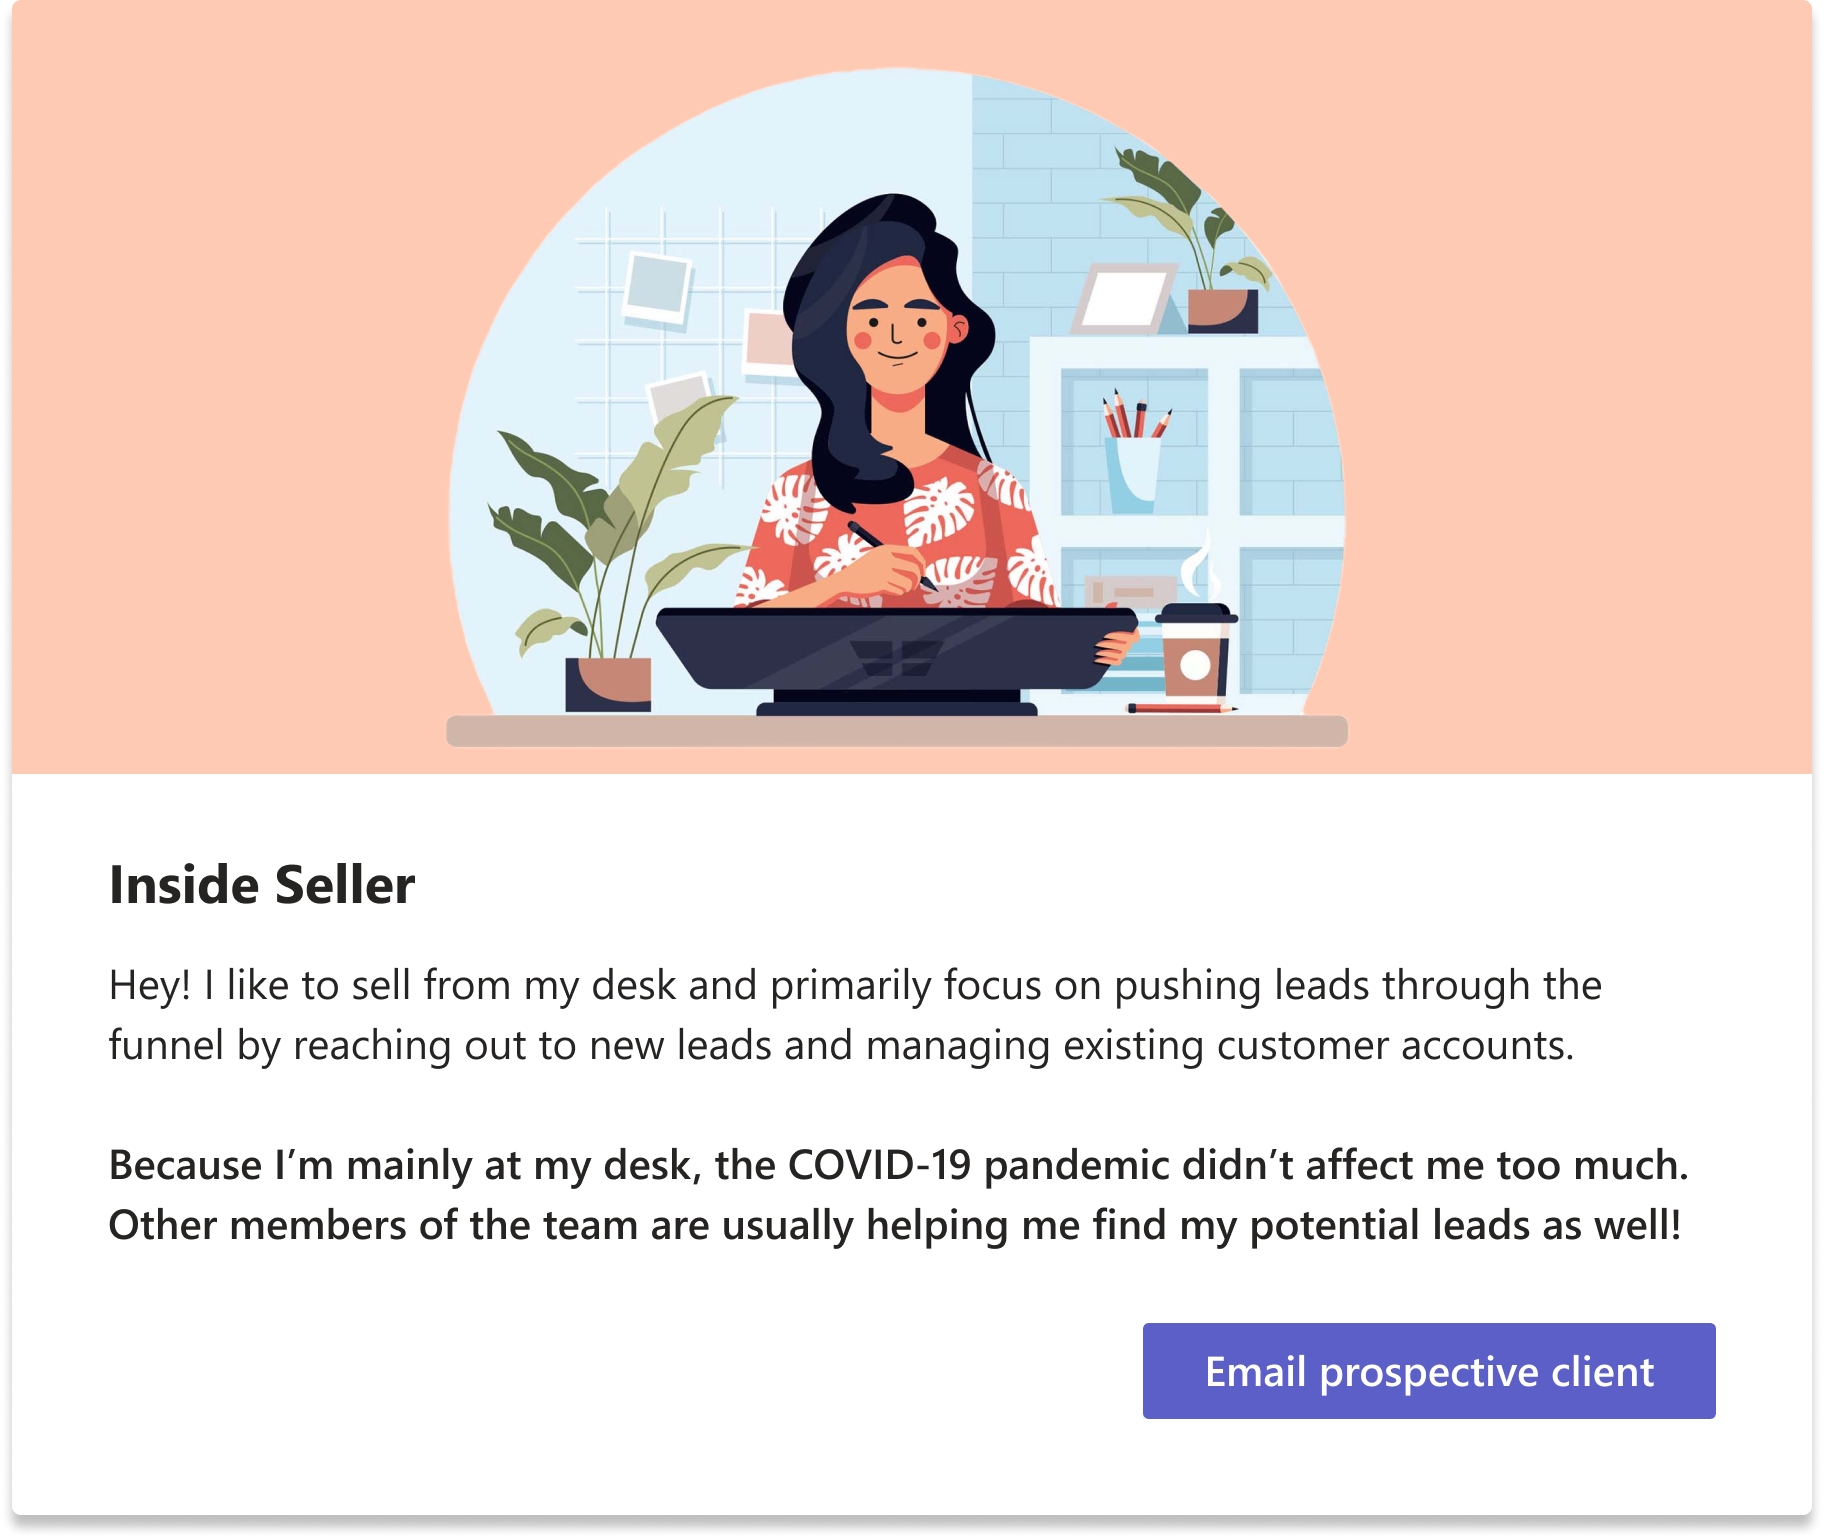 Inside Seller
Hey! I like to sell from my desk and primarily focus on pushing leads through the
funnel by reaching out to new leads and managing existing customer accounts.
Because I’m mainly at my desk, the COVID-19 pandemic didn’t affect me too much.
Other members of the team are usually helping me find my potential leads as well!
Email prospective client